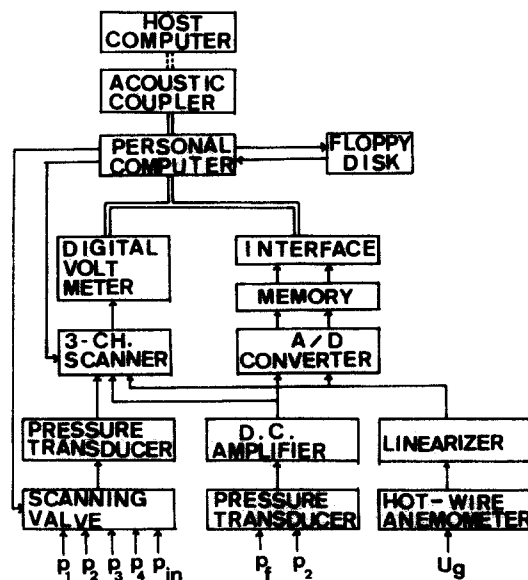 HOST
COMPUTER
ACOUSTIC
COUPLER
PERSONAL
COMPUTER
FLOPPY
DISK
DIGITAL
VOLT
METER
INTERFACE
MEMORY
3-CH.
SCANNER
A/D
CONVERTER
PRESSURE
TRANSDUCER
D.C.
AMPLIFIER
LINEARIZER
SCANNING
VALVE
PRESSURE
TRANSDUCER
HOT-WIRE
ANEMOMETER
p1 p2 p3 p4 pin
pf p2
Ug